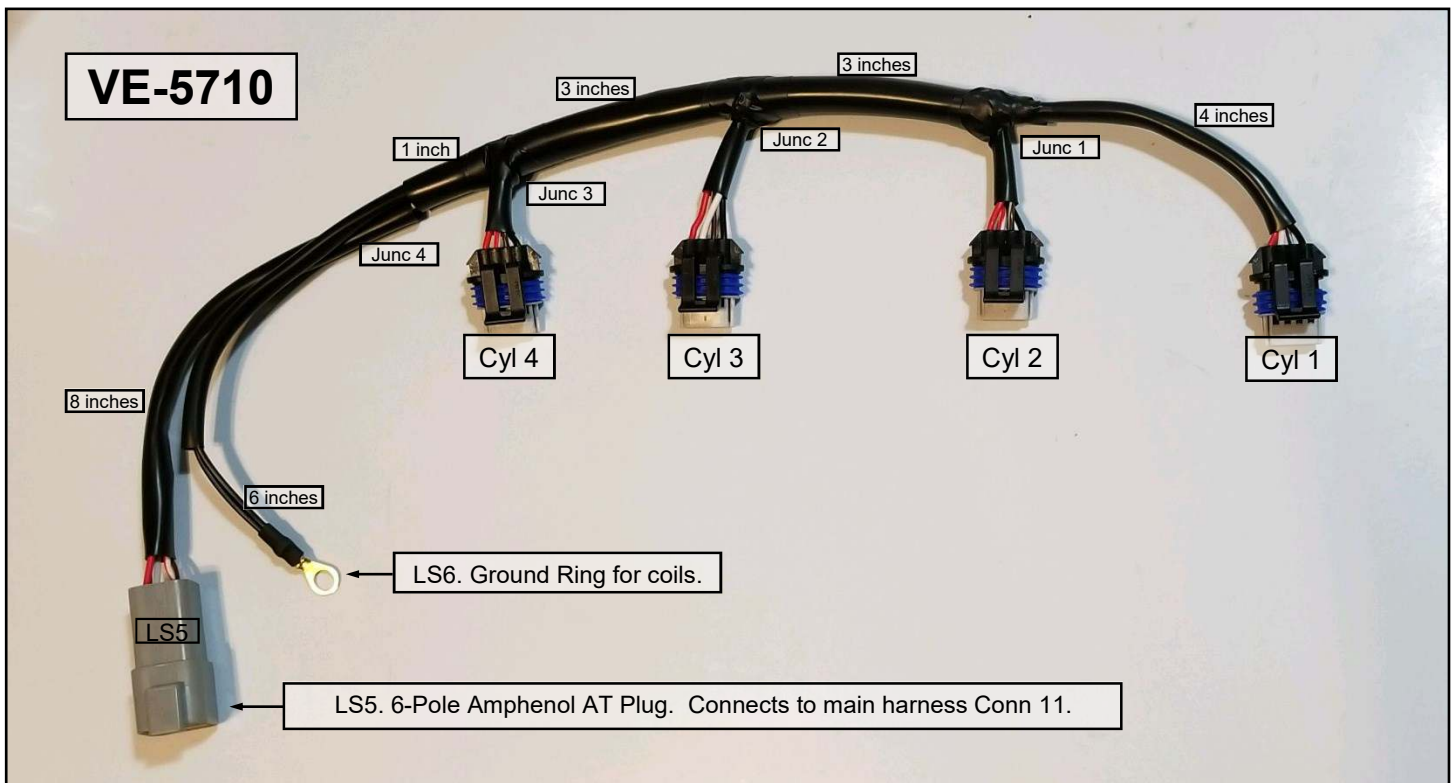 VE-5710
3 inches
3 inches
4 inches
1 inch
Junc 2
Junc 1
Junc 3
Junc 4
Cyl 4
Cyl 3
Cyl 2
Cyl 1
8 inches
6 inches
LS6. Ground Ring for coils.
LS5
LS5. 6-Pole Amphenol AT Plug. Connects to main harness Conn 11.